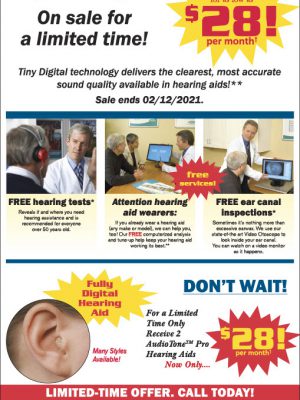 for as low as
On sale for
a limited time!
$28!
per month†
Tiny Digital technology delivers the clearest, most accurate
sound quality available in hearing aids!**
Sale ends 02/12/2021.
free
services!
FREE hearing tests*
Reveals if and where you need
hearing assistance and is
recommended for everyone
over 50 years old.
Attention hearing
aid wearers:
If you already wear a hearing aid
(any make or model), we can help you,
too! Our FREE computerized analysis
and tune-up help keep your hearing aid
working its best.**
FREE ear canal
inspections*
Sometimes it's nothing more than
excessive earwax. We use our
state-of-the-art Video Otoscope to
look inside your ear canal.
You can watch on a video monitor
as it happens.
Fully
Digital
Hearing
Aid
Many Styles
Available!
DON'T WAIT!
For a Limited
Time Only
Receive 2
AudioTone™ Pro
Hearing Aids
Now Only....
$28!
per month†
LIMITED-TIME OFFER. CALL TODAY!